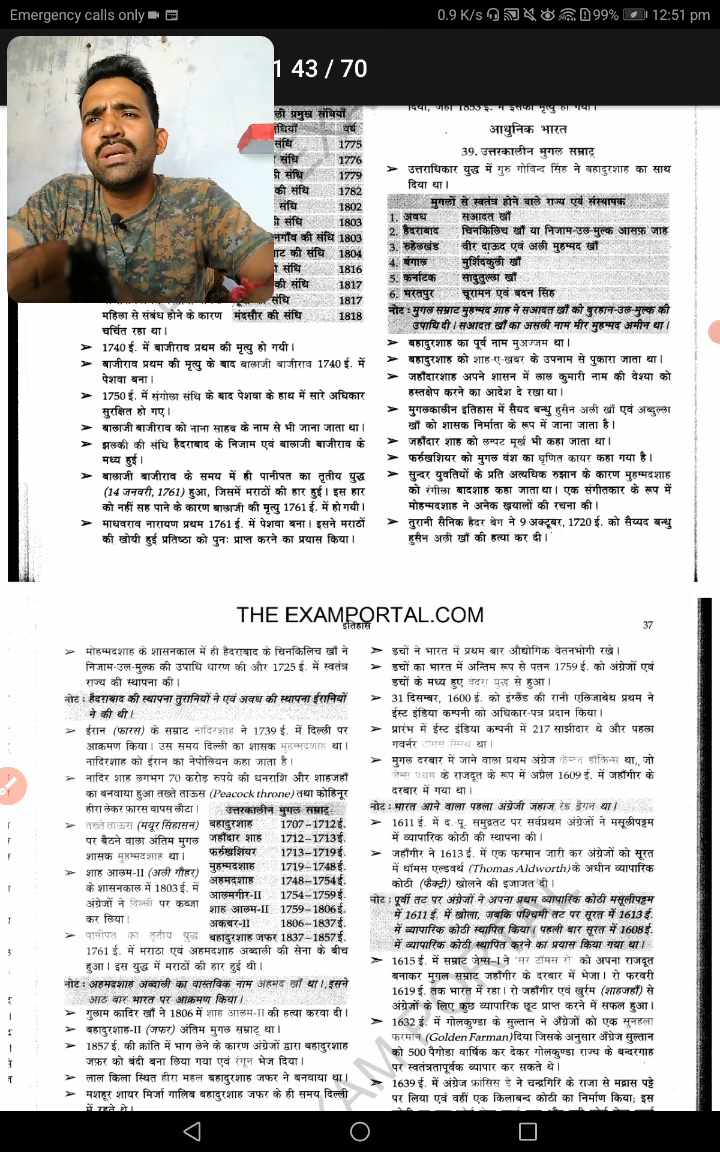 Emergency calls only
0.9 K/s
99%
12:51 pm
43 / 70
ली प्रमुख संधियाँ
वर्ष
संधि 1775
संधि 1776
की संधि 1779
की संधि 1782
संधि 1802
संधि 1803
की संधि 1803
की संधि 1804
संधि 1816
की संधि 1817
संधि 1817
महिला से संबंध होने के कारण
मंदसौर की संधि 1818
चर्चित रहा था।
➤ 1740 ई. में बाजीराव प्रथम की मृत्यु हो गयी।
➤ बाजीराव प्रथम की मृत्यु के बाद बालाजी बाजीराव 1740 ई. में
पेशवा बना।
➤ 1750 ई. में संगोला संधि के बाद पेशवा के हाथ में सारे अधिकार
सुरक्षित हो गए।
➤ बालाजी बाजीराव को नाना साहब के नाम से भी जाना जाता था।
➤ झलकी की संधि हैदराबाद के निजाम एवं बालाजी बाजीराव के
मध्य हुई।
➤ बालाजी बाजीराव के समय में ही पानीपत का तृतीय युद्ध
(14 जनवरी, 1761) हुआ, जिसमें मराठों की हार हुई। इस हार
को नहीं सह पाने के कारण बालाजी की मृत्यु 1761 ई. में हो गयी।
➤ माधवराव नारायण प्रथम 1761 ई. में पेशवा बना। इसने मराठों
की खोयी हुई प्रतिष्ठा को पुनः प्राप्त करने का प्रयास किया।
आधुनिक भारत
39. उत्तरकालीन मुगल सम्राट्
➤ उत्तराधिकार युद्ध में गुरु गोविन्द सिंह ने बहादुरशाह का साथ
दिया था।
मुगलों से स्वतंत्र होने वाले राज्य एवं संस्थापक
1. अवध सआदत खाँ
2. हैदराबाद चिनकिलिच खाँ या निजाम-उल-मुल्क आसफ़ जाह
3. रुहेलखंड वीर दाऊद एवं अली मुहम्मद खाँ
4. बंगाल मुर्शिदकुली खाँ
5. कर्नाटक सादुतुल्ला खाँ
6. भरतपुर चूरामन एवं बदन सिंह
नोट : मुगल सम्राट् मुहम्मद शाह ने सआदत खाँ को बुरहान-उल-मुल्क की
उपाधि दी। सआदत खाँ का असली नाम मीर मुहम्मद अमीन था।
➤ बहादुरशाह का पूर्व नाम मुअज्जम था।
➤ बहादुरशाह को शाह-ए-खबर के उपनाम से पुकारा जाता था।
➤ जहाँदारशाह अपने शासन में लाल कुमारी नाम की वेश्या को
हस्तक्षेप करने का आदेश दे रखा था।
➤ मुगलकालीन इतिहास में सैयद बन्धु हुसैन अली खाँ एवं अब्दुल्ला
खाँ को शासक निर्माता के रूप में जाना जाता है।
➤ जहाँदार शाह को लम्पट मूर्ख भी कहा जाता था।
➤ फर्रुखशियर को मुगल वंश का घृणित कायर कहा गया है।
➤ सुन्दर युवतियों के प्रति अत्यधिक रुझान के कारण मुहम्मदशाह
को रंगीला बादशाह कहा जाता था। एक संगीतकार के रूप में
मोहम्मदशाह ने अनेक ख़यालों की रचना की।
➤ तुरानी सैनिक हैदर बेग ने 9 अक्टूबर, 1720 ई. को सैय्यद बन्धु
हुसैन अली खाँ की हत्या कर दी।
THE EXAMPORTAL.COM
इतिहास
37
➤ मोहम्मदशाह के शासनकाल में ही हैदराबाद के चिनकिलिच खाँ ने
निजाम-उल-मुल्क की उपाधि धारण की और 1725 ई. में स्वतंत्र
राज्य की स्थापना की।
नोट : हैदराबाद की स्थापना तुरानियों ने एवं अवध की स्थापना ईरानियों
ने की थी।
➤ ईरान (फारस) के सम्राट नादिरशाह ने 1739 ई. में दिल्ली पर
आक्रमण किया। उस समय दिल्ली का शासक मुहम्मदशाह था।
नादिरशाह को ईरान का नेपोलियन कहा जाता है।
➤ नादिर शाह लगभग 70 करोड़ रुपये की धनराशि और शाहजहाँ
का बनवाया हुआ तख्ते ताऊस (Peacock throne) तथा कोहिनूर
हीरा लेकर फारस वापस लौटा।
➤ तख्ते ताऊस (मयूर सिंहासन)
पर बैठने वाला अंतिम मुगल
शासक मुहम्मदशाह था।
➤ शाह आलम-II (अली गौहर)
के शासनकाल में 1803 ई. में
अंग्रेजों ने दिल्ली पर कब्जा
कर लिया।
उत्तरकालीन मुगल सम्राट्
बहादुरशाह 1707-1712 ई.
जहाँदार शाह 1712-1713 ई.
फर्रुखशियर 1713-1719 ई.
मुहम्मदशाह 1719-1748 ई.
अहमदशाह 1748-1754 ई.
आलमगीर-II 1754-1759 ई.
शाह आलम-II 1759-1806 ई.
अकबर-II 1806-1837 ई.
बहादुरशाह जफर 1837-1857 ई.
➤ पानीपत का तृतीय युद्ध
1761 ई. में मराठा एवं अहमदशाह अब्दाली की सेना के बीच
हुआ। इस युद्ध में मराठों की हार हुई थी।
नोट : अहमदशाह अब्दाली का वास्तविक नाम अहमद खाँ था।,इसने
आठ बार भारत पर आक्रमण किया।
➤ गुलाम कादिर खाँ ने 1806 में शाह आलम-II की हत्या करवा दी।
➤ बहादुरशाह-II (जफर) अंतिम मुगल सम्राट् था।
➤ 1857 ई. की क्रांति में भाग लेने के कारण अंग्रेजों द्वारा बहादुरशाह
जफ़र को बंदी बना लिया गया एवं रंगून भेज दिया।
➤ लाल किला स्थित हीरा महल बहादुरशाह जफर ने बनवाया था।
➤ मशहूर शायर मिर्जा गालिब बहादुरशाह जफर के ही समय दिल्ली
में रहते थे।
➤ डचों ने भारत में प्रथम बार औद्योगिक वेतनभोगी रखे।
➤ डचों का भारत में अन्तिम रूप से पतन 1759 ई. को अंग्रेजों एवं
डचों के मध्य हुए वेदरा युद्ध से हुआ।
➤ 31 दिसम्बर, 1600 ई. को इंग्लैंड की रानी एलिजाबेथ प्रथम ने
ईस्ट इंडिया कम्पनी को अधिकार-पत्र प्रदान किया।
➤ प्रारंभ में ईस्ट इंडिया कम्पनी में 217 साझीदार थे और पहला
गवर्नर टामस स्मिथ था।
➤ मुगल दरबार में जाने वाला प्रथम अंग्रेज कैप्टन हॉकिन्स था, जो
जेम्स प्रथम के राजदूत के रूप में अप्रैल 1609 ई. में जहाँगीर के
दरबार में गया था।
नोट : भारत आने वाला पहला अंग्रेजी जहाज रेड ड्रैगन था।
➤ 1611 ई. में द. पू. समुद्रतट पर सर्वप्रथम अंग्रेजों ने मसूलीपट्टम
में व्यापारिक कोठी की स्थापना की।
➤ जहाँगीर ने 1613 ई. में एक फरमान जारी कर अंग्रेजों को सूरत
में थॉमस एल्डवर्थ (Thomas Aldworth) के अधीन व्यापारिक
कोठी (फैक्ट्री) खोलने की इजाजत दी।
नोट : पूर्वी तट पर अंग्रेजों ने अपना प्रथम व्यापारिक कोठी मसूलीपट्टम
में 1611 ई. में खोला, जबकि पश्चिमी तट पर सूरत में 1613 ई.
में व्यापारिक कोठी स्थापित किया। पहली बार सूरत में 1608 ई.
में व्यापारिक कोठी स्थापित करने का प्रयास किया गया था।
➤ 1615 ई. में सम्राट् जेम्स-I ने 'सर टॉमस रो' को अपना राजदूत
बनाकर मुगल सम्राट् जहाँगीर के दरबार में भेजा। रो फरवरी
1619 ई. तक भारत में रहा। रो जहाँगीर एवं खुर्रम (शाहजहाँ) से
अंग्रेजों के लिए कुछ व्यापारिक छूट प्राप्त करने में सफल हुआ।
➤ 1632 ई. में गोलकुण्डा के सुल्तान ने अँग्रेजों को एक सुनहला
फरमान (Golden Farman) दिया जिसके अनुसार अँग्रेज सुल्तान
को 500 पैगोडा वार्षिक कर देकर गोलकुण्डा राज्य के बन्दरगाह
पर स्वतंत्रतापूर्वक व्यापार कर सकते थे।
➤ 1639 ई. में अंग्रेज फ्रांसिस डे ने चन्द्रगिरि के राजा से मद्रास पट्टे
पर लिया एवं वहीं एक किलाबन्द कोठी का निर्माण किया; इस